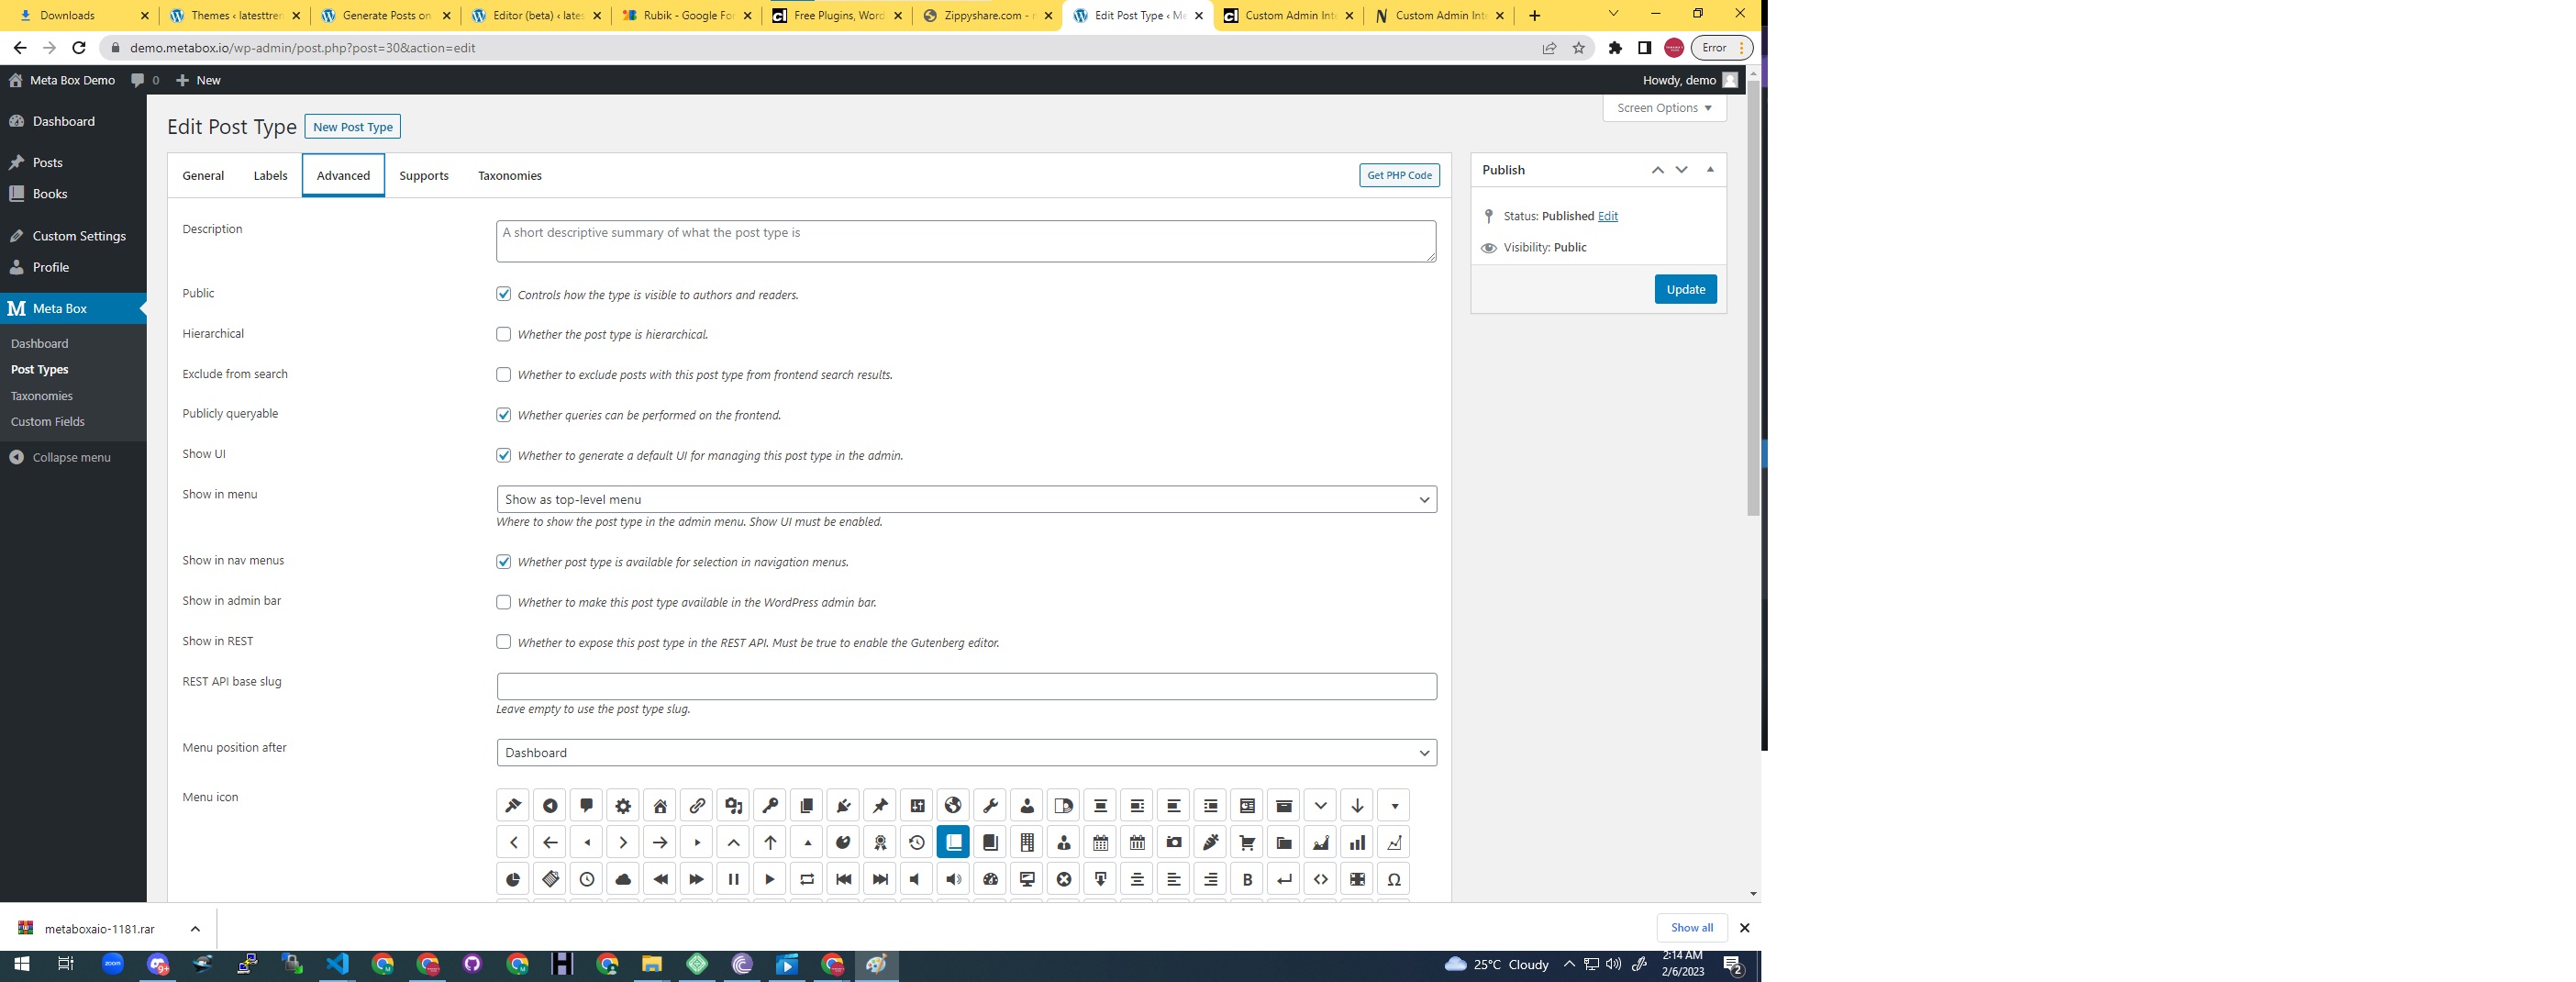 Downloads
Themes ‹ latesttren
Generate Posts on
Editor (beta) ‹ lates
Rubik - Google Fo
Free Plugins, Word
Zippyshare.com -
Edit Post Type ‹ Me
Custom Admin Inte
Custom Admin Inte
demo.metabox.io/wp-admin/post.php?post=30&action=edit
Error
Meta Box Demo
0
New
Howdy, demo
Screen Options
Dashboard
Posts
Books
Custom Settings
Profile
Meta Box
Dashboard
Post Types
Taxonomies
Custom Fields
Collapse menu
Edit Post Type
New Post Type
General
Labels
Advanced
Supports
Taxonomies
Get PHP Code
Description
A short descriptive summary of what the post type is
Public
Controls how the type is visible to authors and readers.
Hierarchical
Whether the post type is hierarchical.
Exclude from search
Whether to exclude posts with this post type from frontend search results.
Publicly queryable
Whether queries can be performed on the frontend.
Show UI
Whether to generate a default UI for managing this post type in the admin.
Show in menu
Show as top-level menu
Where to show the post type in the admin menu. Show UI must be enabled.
Show in nav menus
Whether post type is available for selection in navigation menus.
Show in admin bar
Whether to make this post type available in the WordPress admin bar.
Show in REST
Whether to expose this post type in the REST API. Must be true to enable the Gutenberg editor.
REST API base slug
Leave empty to use the post type slug.
Menu position after
Dashboard
Menu icon
Publish
Status: Published Edit
Visibility: Public
Update
metaboxaio-1181.rar
Show all
zoom
9+
25°C Cloudy
2:14 AM
2/6/2023
2